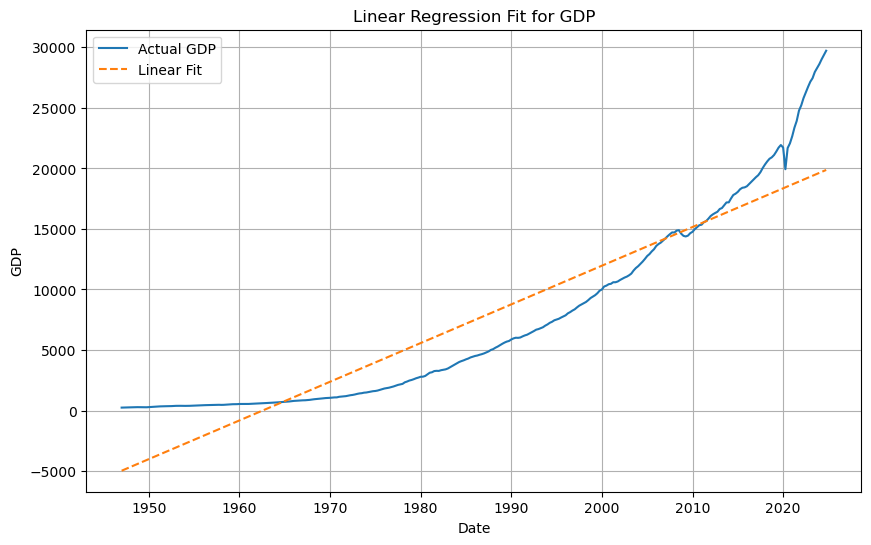 Linear Regression Fit for GDP
Actual GDP
Linear Fit
30000
25000
20000
15000
10000
5000
0
−5000
GDP
1950 1960 1970 1980 1990 2000 2010 2020
Date